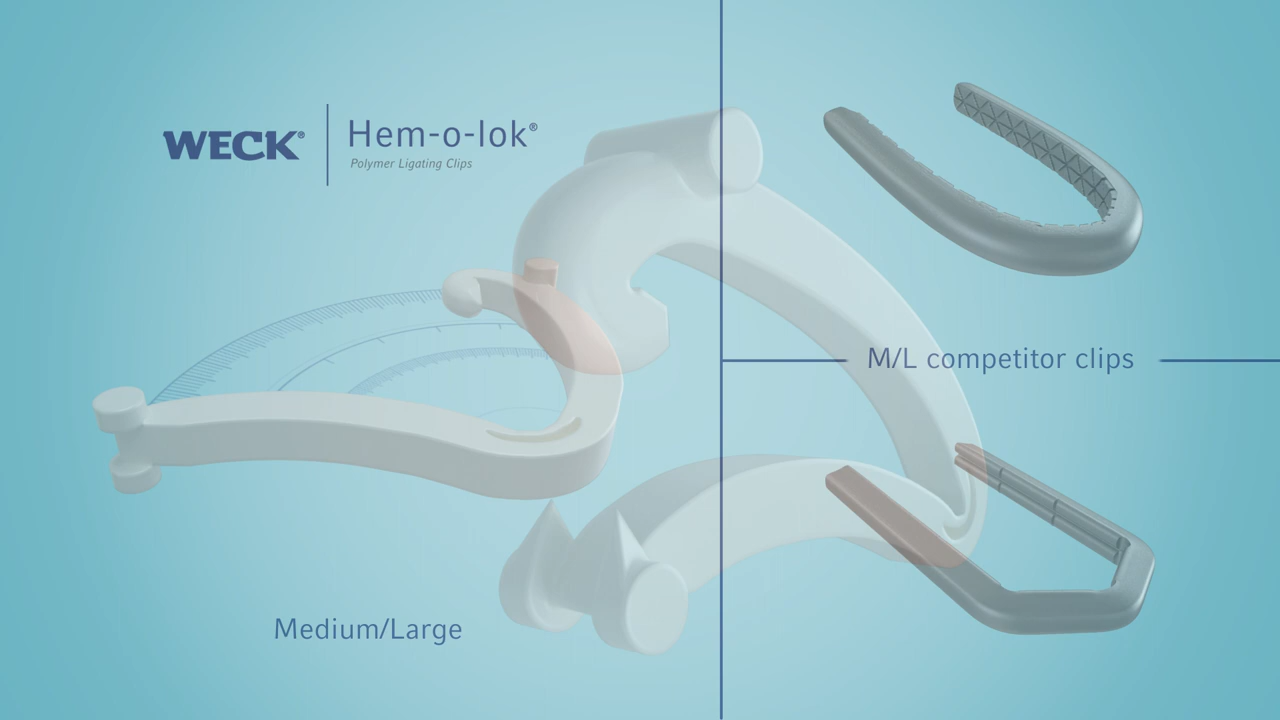 WECK®
Hem-o-lok®
Polymer Ligating Clips
M/L competitor clips
Medium/Large